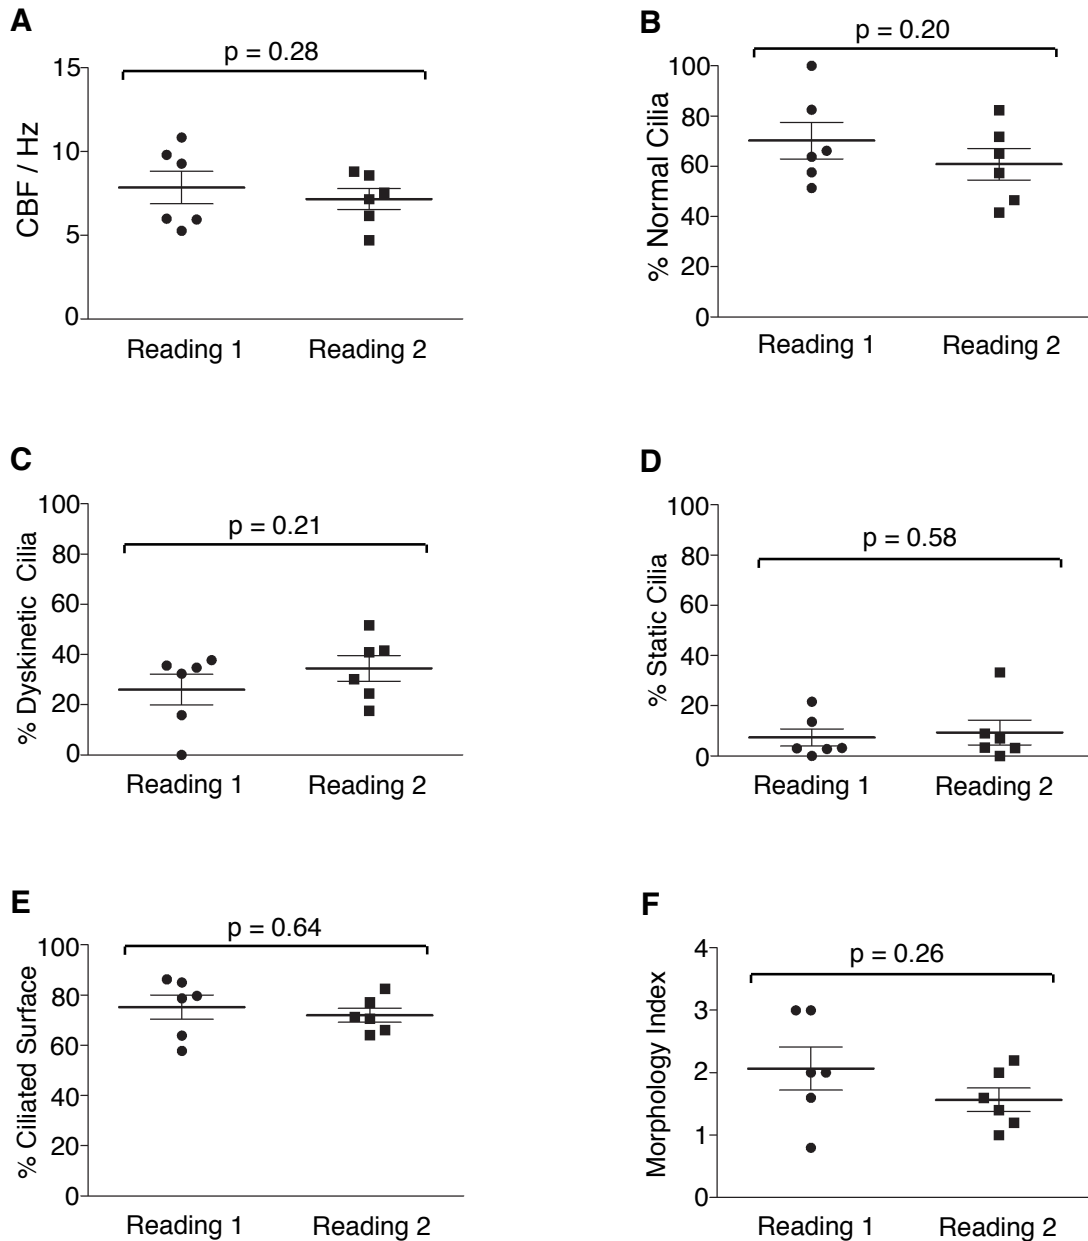 A
p = 0.28
CBF / Hz
15
10
5
0
Reading 1
Reading 2
B
p = 0.20
% Normal Cilia
100
80
60
40
20
0
Reading 1
Reading 2
C
p = 0.21
% Dyskinetic Cilia
100
80
60
40
20
0
Reading 1
Reading 2
D
p = 0.58
% Static Cilia
100
80
60
40
20
0
Reading 1
Reading 2
E
p = 0.64
% Ciliated Surface
100
80
60
40
20
0
Reading 1
Reading 2
F
p = 0.26
Morphology Index
4
3
2
1
0
Reading 1
Reading 2